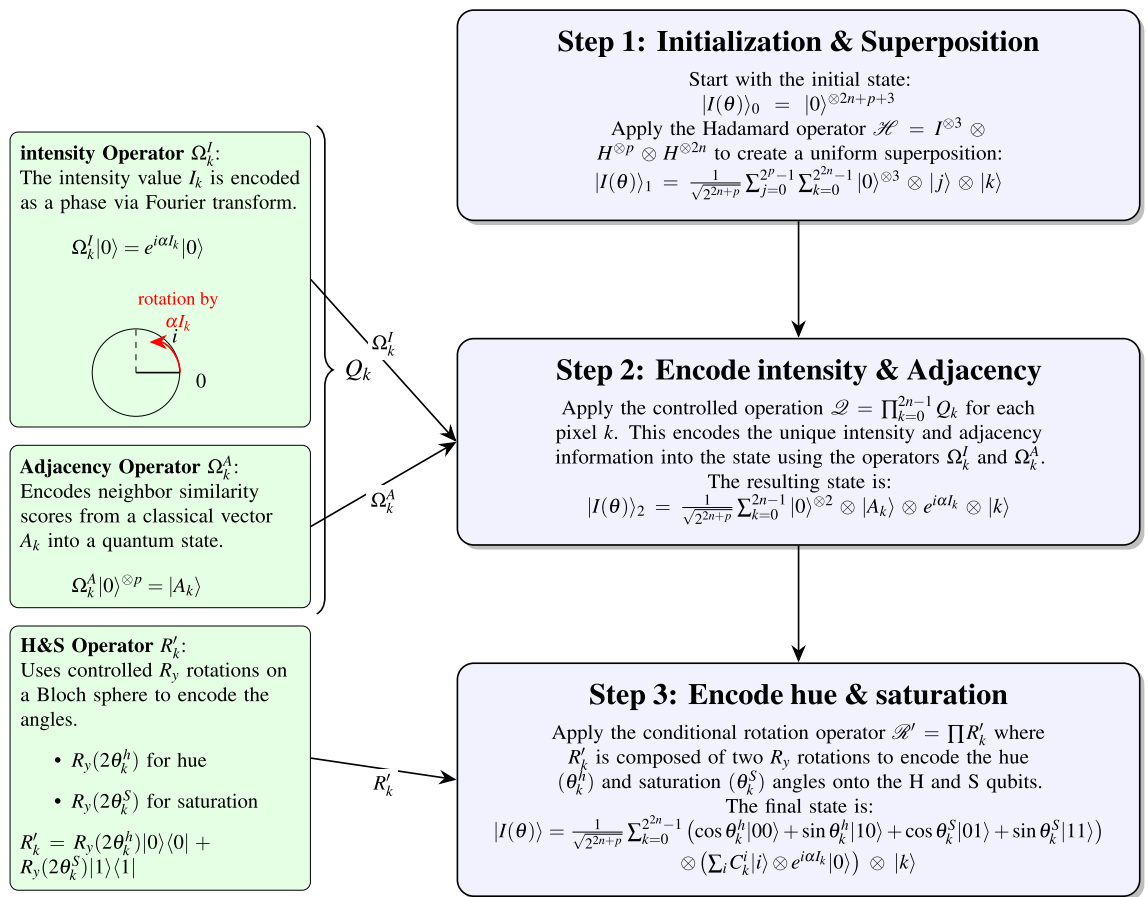 Step 1: Initialization & Superposition
Start with the initial state:
|I(θ)⟩₀ = |0⟩^{⊗2n+p+3}
Apply the Hadamard operator ℋ = I^{⊗3} ⊗
H^{⊗p} ⊗ H^{⊗2n} to create a uniform superposition:
|I(θ)⟩₁ = \frac{1}{\sqrt{2^{2n+p}}} ∑_{j=0}^{2^p−1} ∑_{k=0}^{2^{2n}−1} |0⟩^{⊗3} ⊗ |j⟩ ⊗ |k⟩
intensity Operator Ω_k^I:
The intensity value I_k is encoded
as a phase via Fourier transform.
Ω_k^I|0⟩ = e^{iαI_k}|0⟩
rotation by
αI_k
i
0
Adjacency Operator Ω_k^A:
Encodes neighbor similarity
scores from a classical vector
A_k into a quantum state.
Ω_k^A|0⟩^{⊗p} = |A_k⟩
Q_k
Ω_k^I
Ω_k^A
Step 2: Encode intensity & Adjacency
Apply the controlled operation 𝒬 = ∏_{k=0}^{2n−1} Q_k for each
pixel k. This encodes the unique intensity and adjacency
information into the state using the operators Ω_k^I and Ω_k^A.
The resulting state is:
|I(θ)⟩₂ = \frac{1}{\sqrt{2^{2n+p}}} ∑_{k=0}^{2n−1} |0⟩^{⊗2} ⊗ |A_k⟩ ⊗ e^{iαI_k} ⊗ |k⟩
H&S Operator R′_k:
Uses controlled R_y rotations on
a Bloch sphere to encode the
angles.
• R_y(2θ_k^h) for hue
• R_y(2θ_k^S) for saturation
R′_k = R_y(2θ_k^h)|0⟩⟨0| +
R_y(2θ_k^S)|1⟩⟨1|
R′_k
Step 3: Encode hue & saturation
Apply the conditional rotation operator ℛ′ = ∏ R′_k where
R′_k is composed of two R_y rotations to encode the hue
(θ_k^h) and saturation (θ_k^S) angles onto the H and S qubits.
The final state is:
|I(θ)⟩ = \frac{1}{\sqrt{2^{2n+p}}} ∑_{k=0}^{2^{2n}−1} (cos θ_k^h|00⟩ + sin θ_k^h|10⟩ + cos θ_k^S|01⟩ + sin θ_k^S|11⟩)
⊗ (∑_i C_k^i|i⟩ ⊗ e^{iαI_k}|0⟩) ⊗ |k⟩